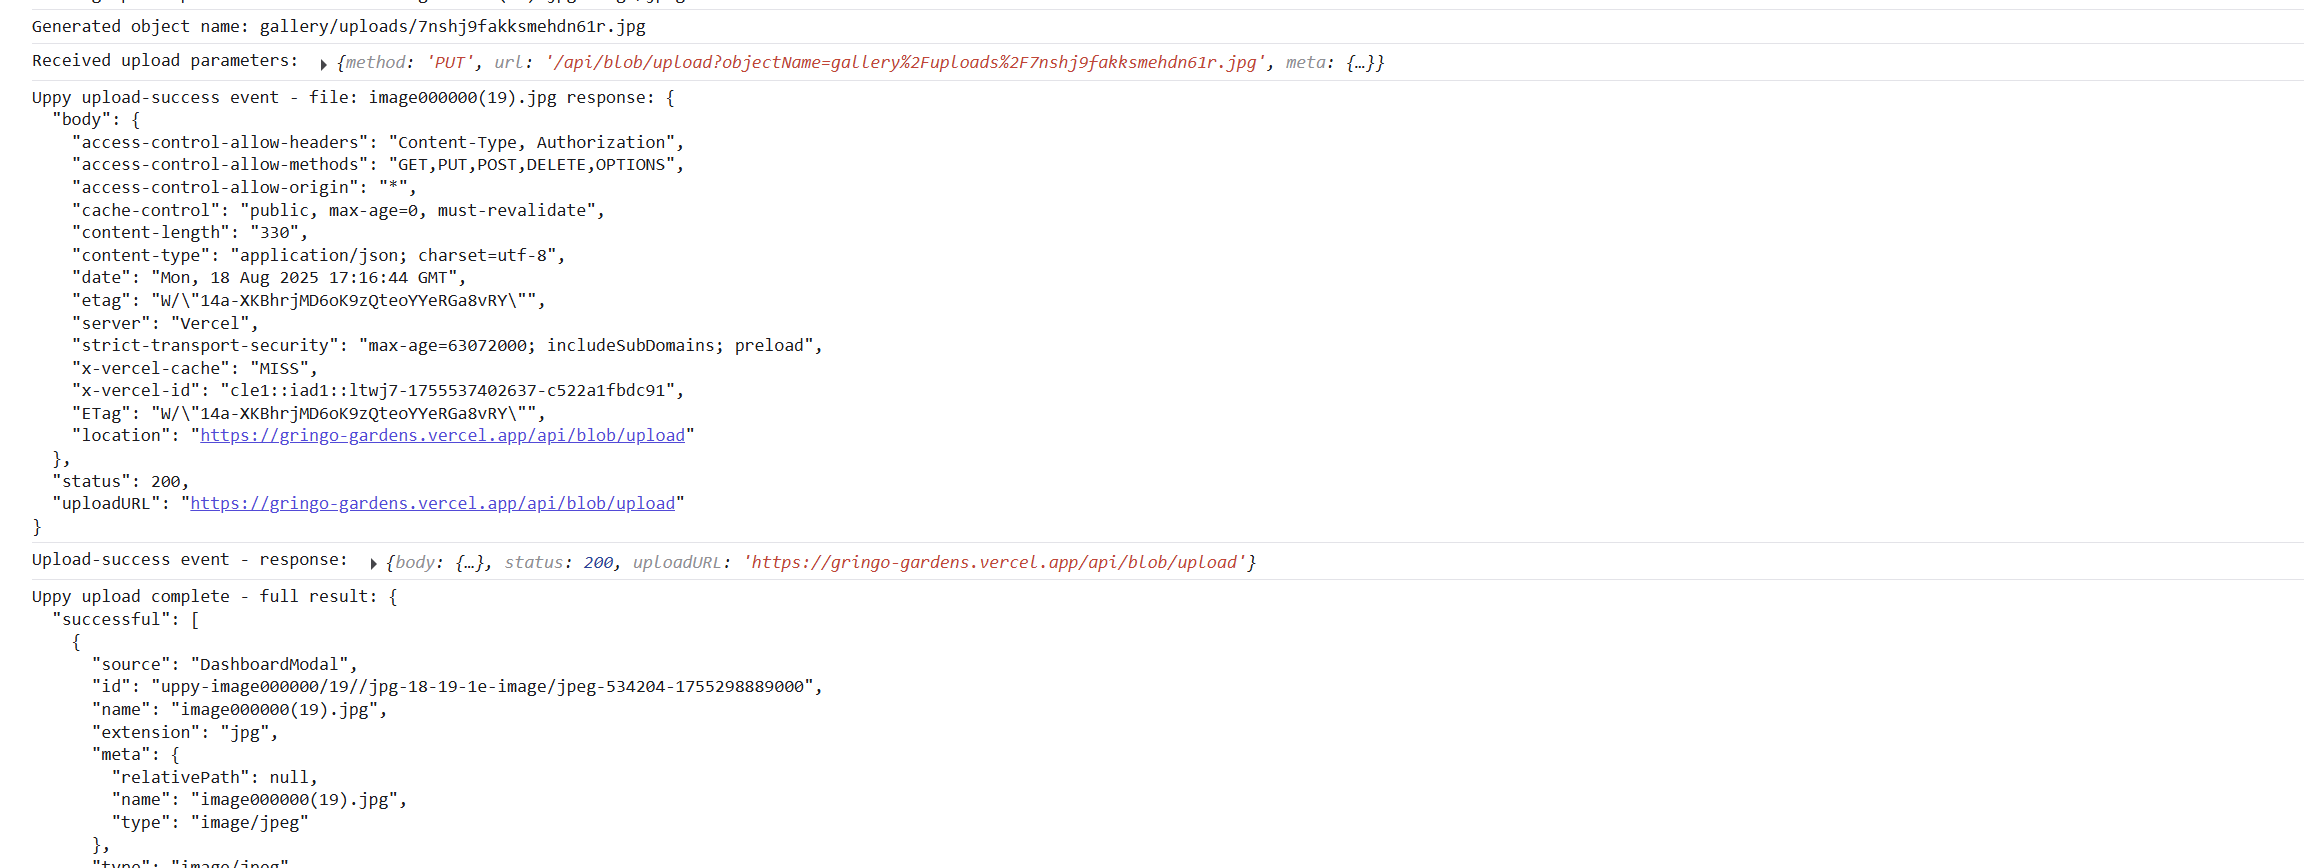 Generated object name: gallery/uploads/7nshj9fakksmehdn61r.jpg
Received upload parameters: ▶ {method: 'PUT', url: '/api/blob/upload?objectName=gallery%2Fuploads%2F7nshj9fakksmehdn61r.jpg', meta: {…}}
Uppy upload-success event - file: image000000(19).jpg response: {
  "body": {
    "access-control-allow-headers": "Content-Type, Authorization",
    "access-control-allow-methods": "GET,PUT,POST,DELETE,OPTIONS",
    "access-control-allow-origin": "*",
    "cache-control": "public, max-age=0, must-revalidate",
    "content-length": "330",
    "content-type": "application/json; charset=utf-8",
    "date": "Mon, 18 Aug 2025 17:16:44 GMT",
    "etag": "W/\"14a-XKBhrjMD6oK9zQteoYYeRGa8vRY\"",
    "server": "Vercel",
    "strict-transport-security": "max-age=63072000; includeSubDomains; preload",
    "x-vercel-cache": "MISS",
    "x-vercel-id": "cle1::iad1::ltwj7-1755537402637-c522a1fbdc91",
    "ETag": "W/\"14a-XKBhrjMD6oK9zQteoYYeRGa8vRY\"",
    "location": "https://gringo-gardens.vercel.app/api/blob/upload"
  },
  "status": 200,
  "uploadURL": "https://gringo-gardens.vercel.app/api/blob/upload"
}
Upload-success event - response: ▶ {body: {…}, status: 200, uploadURL: 'https://gringo-gardens.vercel.app/api/blob/upload'}
Uppy upload complete - full result: {
  "successful": [
    {
      "source": "DashboardModal",
      "id": "uppy-image000000/19//jpg-18-19-1e-image/jpeg-534204-1755298889000",
      "name": "image000000(19).jpg",
      "extension": "jpg",
      "meta": {
        "relativePath": null,
        "name": "image000000(19).jpg",
        "type": "image/jpeg"
      },
      "type": "image/jpeg"